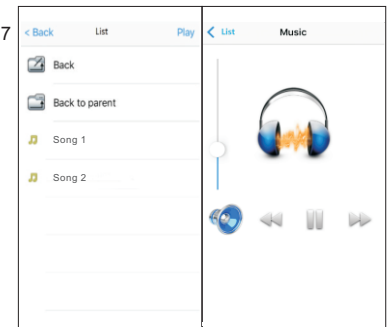 7
< Back List Play
Back
Back to parent
Song 1
Song 2
< List Music